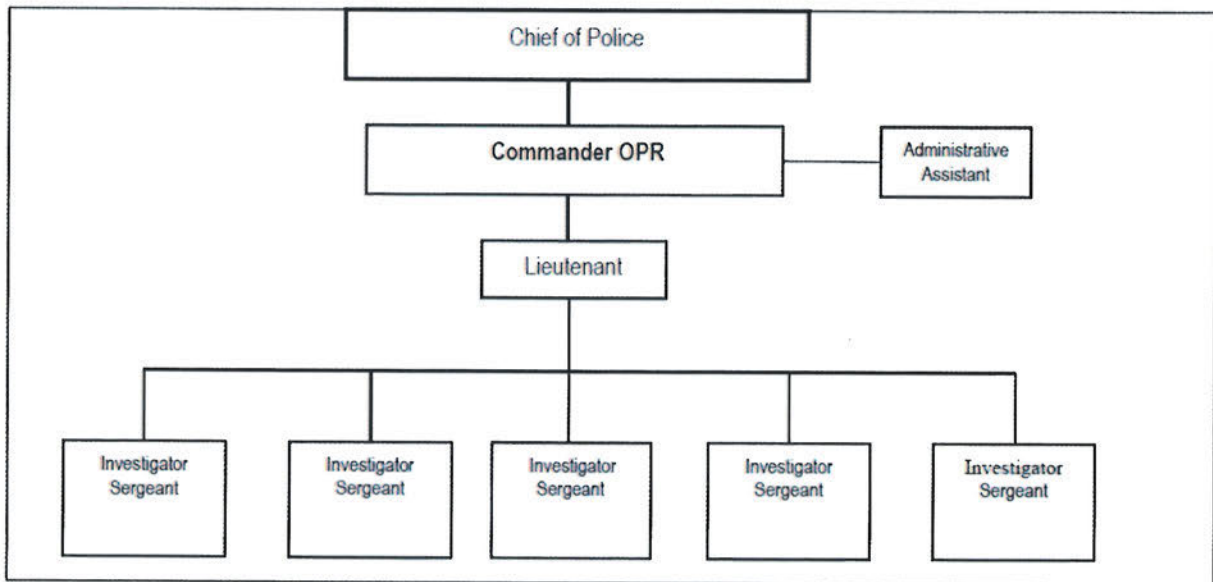 Chief of Police
Commander OPR
Administrative
Assistant
Lieutenant
Investigator
Sergeant
Investigator
Sergeant
Investigator
Sergeant
Investigator
Sergeant
Investigator
Sergeant